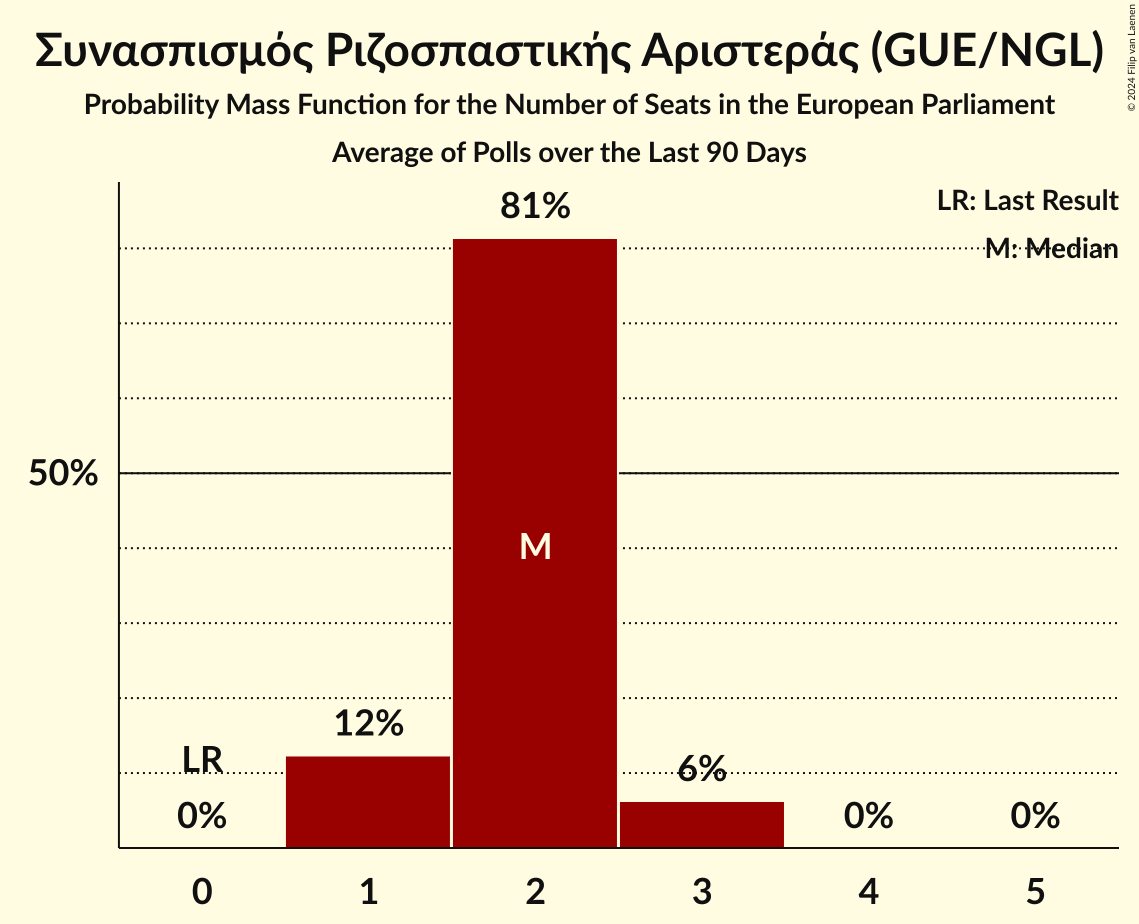 Συνασπισμός Ριζοσπαστικής Αριστεράς (GUE/NGL)
Probability Mass Function for the Number of Seats in the European Parliament
Average of Polls over the Last 90 Days
© 2024 Filip van Laenen
LR: Last Result
M: Median
81%
50%
M
12%
LR
6%
0%
0%
0%
0
1
2
3
4
5